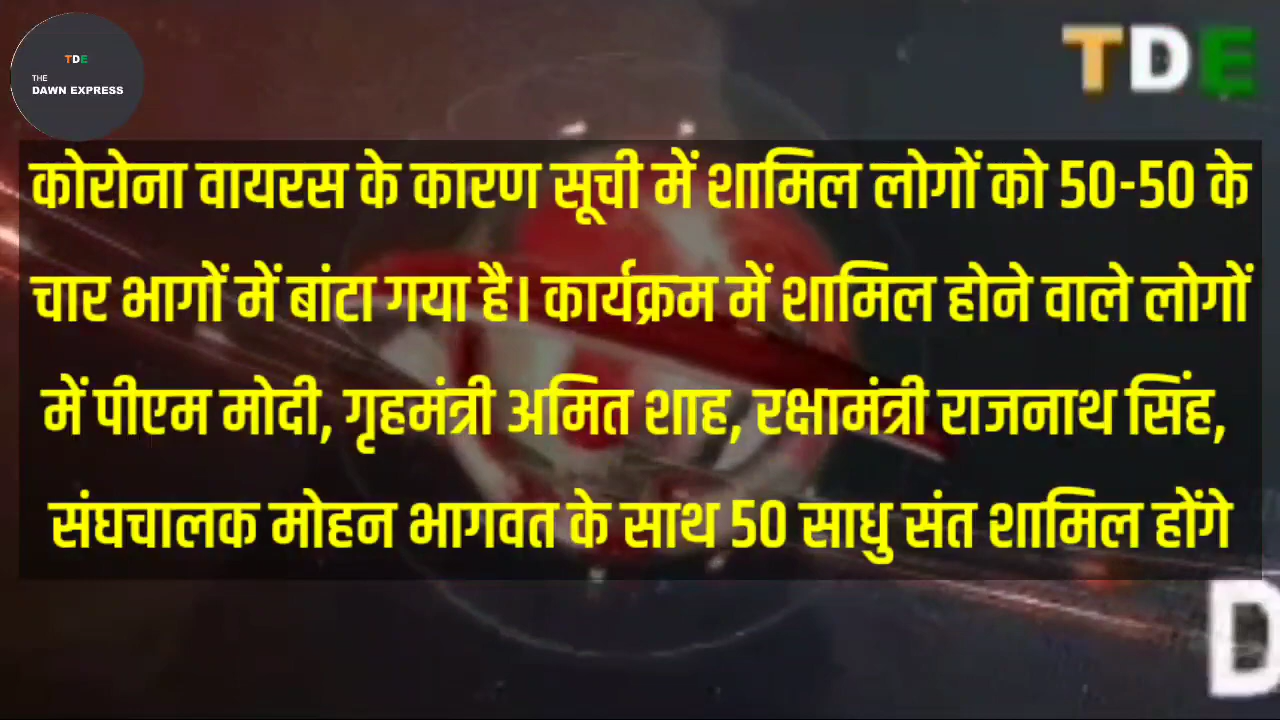 TDE
THE
DAWN EXPRESS
TDE
कोरोना वायरस के कारण सूची में शामिल लोगों को 50-50 के
चार भागों में बांटा गया है। कार्यक्रम में शामिल होने वाले लोगों
में पीएम मोदी, गृहमंत्री अमित शाह, रक्षामंत्री राजनाथ सिंह,
संघचालक मोहन भागवत के साथ 50 साधु संत शामिल होंगे
D